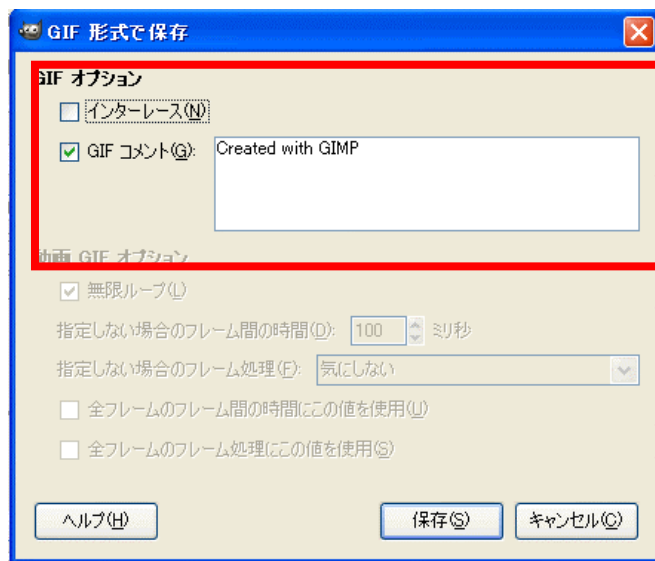 GIF 形式で保存
GIF オプション
インターレース(N)
GIF コメント(G):
Created with GIMP
動画 GIF オプション
無限ループ(L)
指定しない場合のフレーム間の時間(D): 100 ミリ秒
指定しない場合のフレーム処理(F): 気にしない
全フレームのフレーム間の時間にこの値を使用(U)
全フレームのフレーム処理にこの値を使用(S)
ヘルプ(H) 保存(S) キャンセル(C)